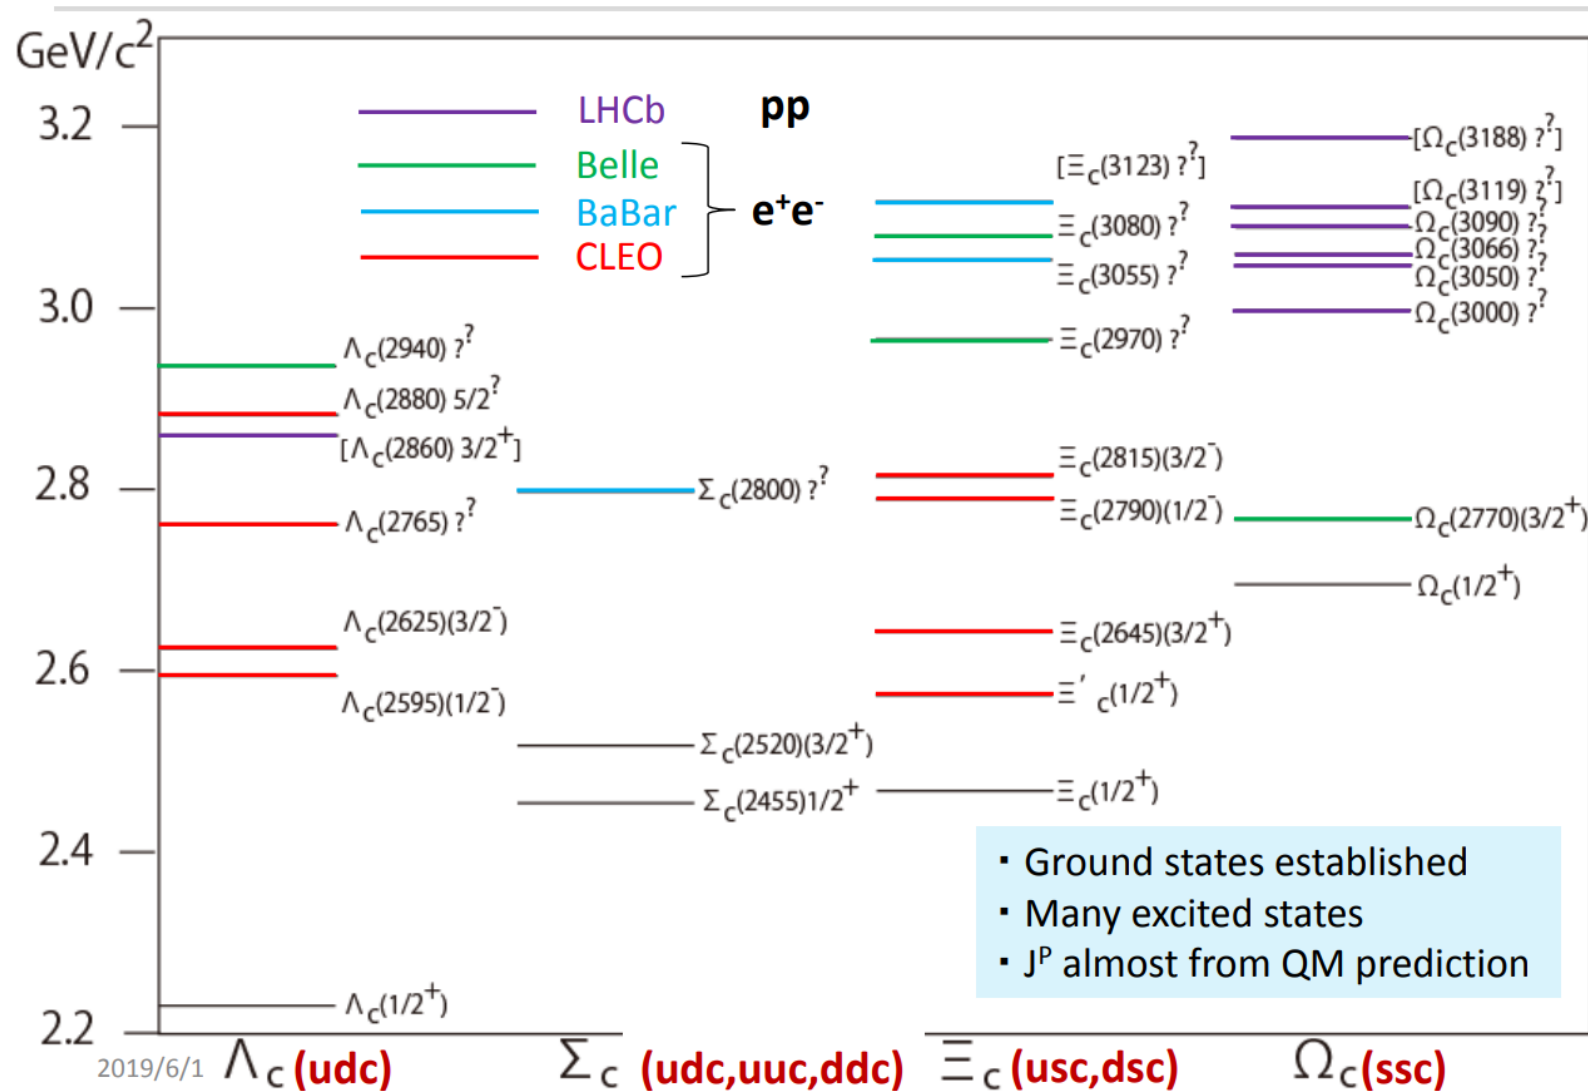 GeV/c²
3.2
3.0
2.8
2.6
2.4
2.2
LHCb pp
Belle
BaBar e⁺e⁻
CLEO
Λc(2940) ??
Λc(2880) 5/2?
[Λc(2860) 3/2⁺]
Λc(2765) ??
Λc(2625)(3/2⁻)
Λc(2595)(1/2⁻)
Λc(1/2⁺)
Σc(2800) ??
Σc(2520)(3/2⁺)
Σc(2455)1/2⁺
[Ξc(3123) ??]
Ξc(3080) ??
Ξc(3055) ??
Ξc(2970) ??
Ξc(2815)(3/2⁻)
Ξc(2790)(1/2⁻)
Ξc(2645)(3/2⁺)
Ξ′c(1/2⁺)
Ξc(1/2⁺)
[Ωc(3188) ??]
[Ωc(3119) ??]
Ωc(3090) ??
Ωc(3066) ??
Ωc(3050) ??
Ωc(3000) ??
Ωc(2770)(3/2⁺)
Ωc(1/2⁺)
・Ground states established
・Many excited states
・Jᴾ almost from QM prediction
2019/6/1
Λc (udc) Σc (udc,uuc,ddc) Ξc (usc,dsc) Ωc (ssc)